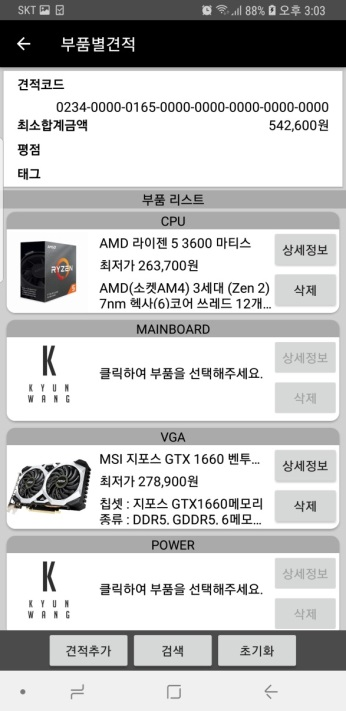 SKT 88% 오후 3:03
부품별견적
견적코드
0234-0000-0165-0000-0000-0000-0000-0000
최소합계금액 542,600원
평점
태그
부품 리스트
CPU
AMD 라이젠 5 3600 마티스
상세정보
최저가 263,700원
AMD(소켓AM4) 3세대 (Zen 2)
삭제
7nm 헥사(6)코어 쓰레드 12개...
AMD
RYZEN
MAINBOARD
K
KYUN
WANG
클릭하여 부품을 선택해주세요.
상세정보
삭제
VGA
MSI 지포스 GTX 1660 벤투...
상세정보
최저가 278,900원
칩셋 : 지포스 GTX1660메모리
삭제
종류 : DDR5. GDDR5. 6메모...
POWER
K
KYUN
WANG
클릭하여 부품을 선택해주세요.
상세정보
삭제
견적추가 검색 초기화